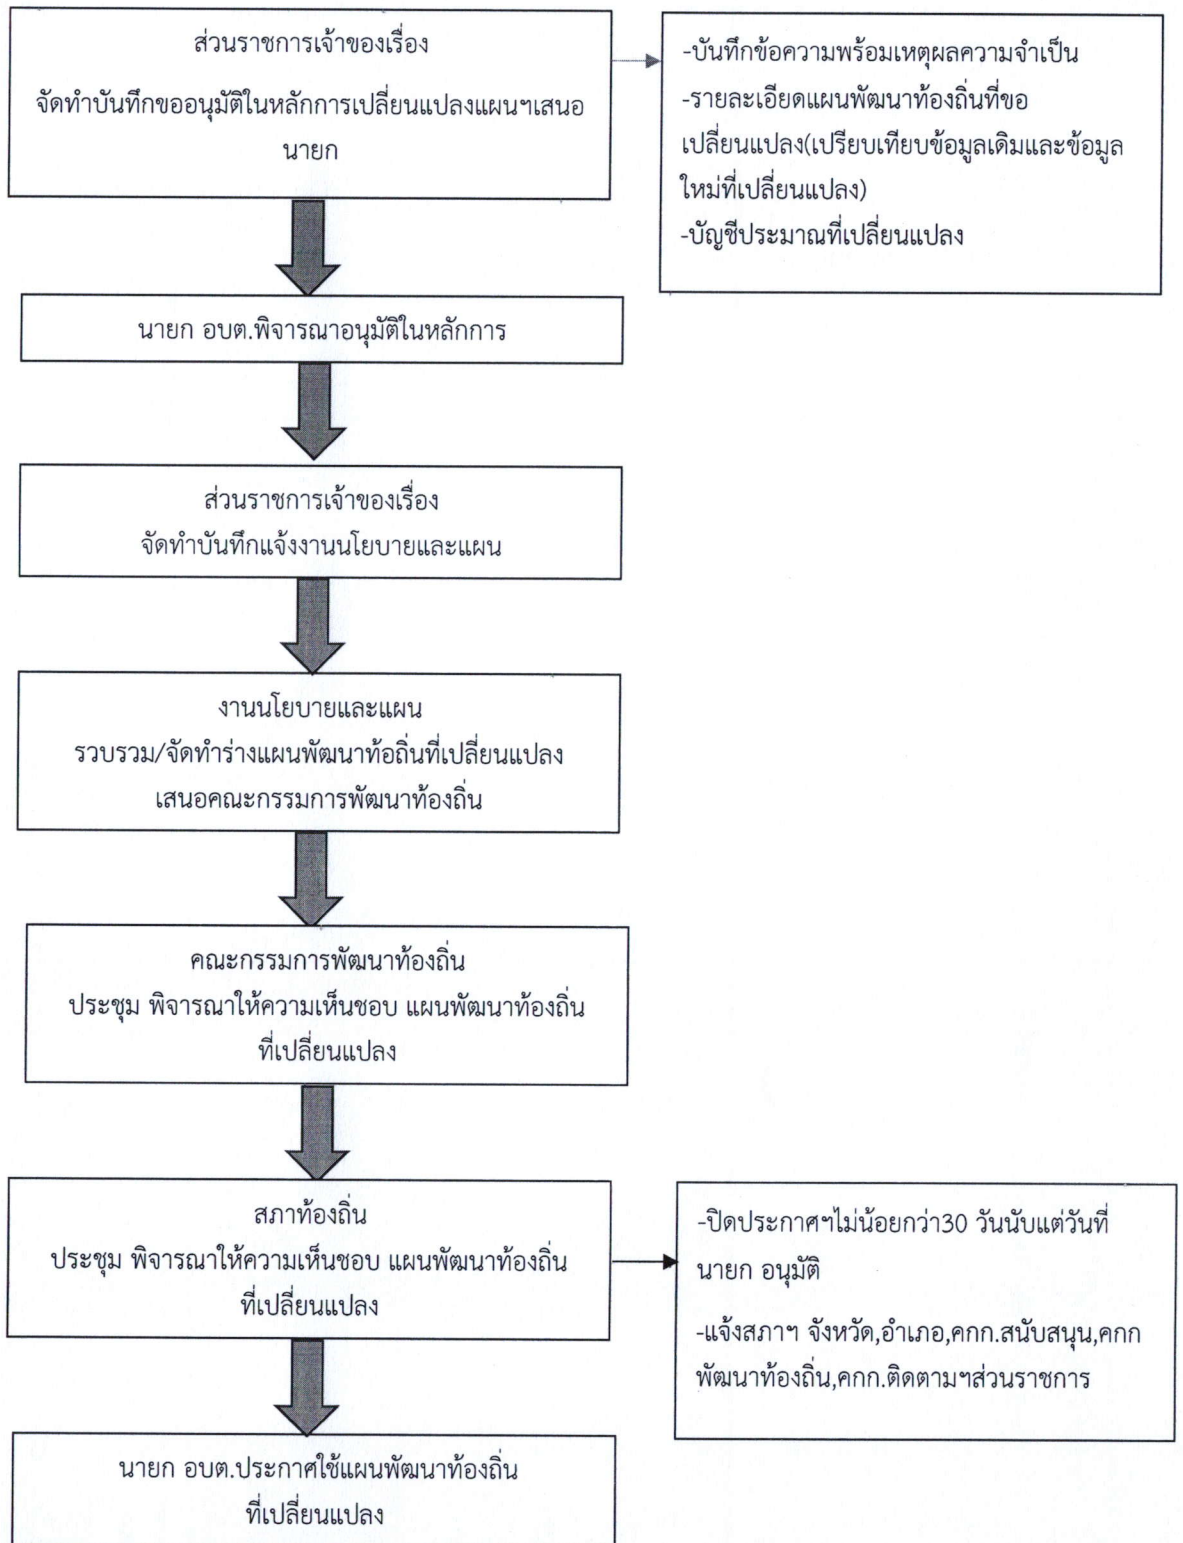 ส่วนราชการเจ้าของเรื่อง
จัดทำบันทึกขออนุมัติในหลักการเปลี่ยนแปลงแผนฯเสนอ
นายก
-บันทึกข้อความพร้อมเหตุผลความจำเป็น
-รายละเอียดแผนพัฒนาท้องถิ่นที่ขอ
เปลี่ยนแปลง(เปรียบเทียบข้อมูลเดิมและข้อมูล
ใหม่ที่เปลี่ยนแปลง)
-บัญชีประมาณที่เปลี่ยนแปลง
นายก อบต.พิจารณาอนุมัติในหลักการ
ส่วนราชการเจ้าของเรื่อง
จัดทำบันทึกแจ้งงานนโยบายและแผน
งานนโยบายและแผน
รวบรวม/จัดทำร่างแผนพัฒนาท้อถิ่นที่เปลี่ยนแปลง
เสนอคณะกรรมการพัฒนาท้องถิ่น
คณะกรรมการพัฒนาท้องถิ่น
ประชุม พิจารณาให้ความเห็นชอบ แผนพัฒนาท้องถิ่น
ที่เปลี่ยนแปลง
สภาท้องถิ่น
ประชุม พิจารณาให้ความเห็นชอบ แผนพัฒนาท้องถิ่น
ที่เปลี่ยนแปลง
-ปิดประกาศฯไม่น้อยกว่า30 วันนับแต่วันที่
นายก อนุมัติ
-แจ้งสภาฯ จังหวัด,อำเภอ,คกก.สนับสนุน,คกก
พัฒนาท้องถิ่น,คกก.ติดตามฯส่วนราชการ
นายก อบต.ประกาศใช้แผนพัฒนาท้องถิ่น
ที่เปลี่ยนแปลง